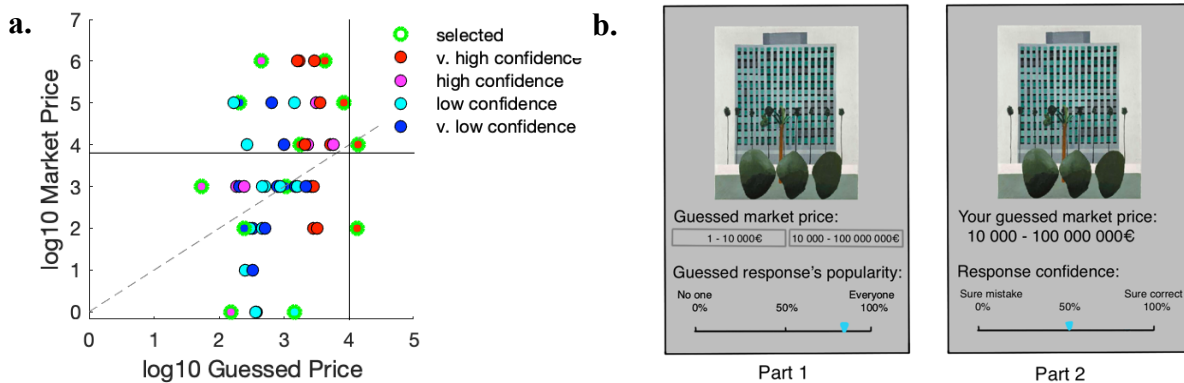 a.
7
6
5
4
3
2
1
0
log10 Market Price
0 1 2 3 4 5
log10 Guessed Price
selected
v. high confidence
high confidence
low confidence
v. low confidence
b.
Guessed market price:
1 - 10 000€ 10 000 - 100 000 000€
Guessed response's popularity:
No one Everyone
0% 50% 100%
Part 1
Your guessed market price:
10 000 - 100 000 000€
Response confidence:
Sure mistake Sure correct
0% 50% 100%
Part 2